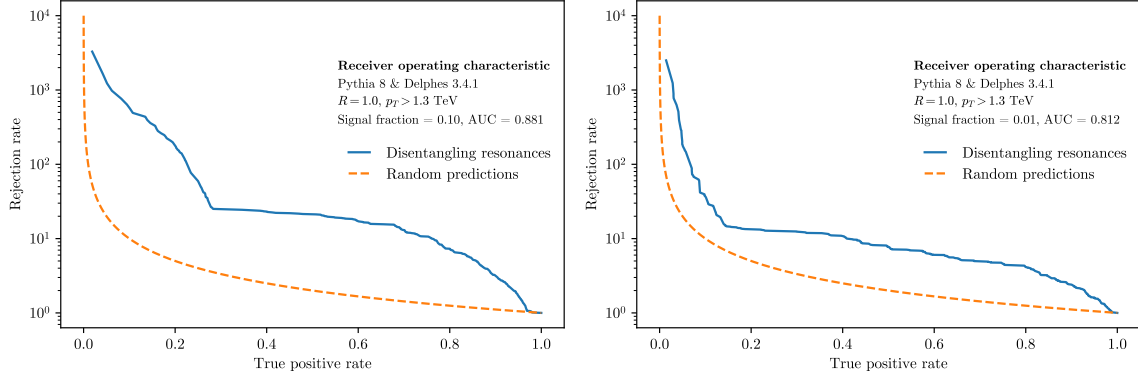 Rejection rate
10⁴
10³
10²
10¹
10⁰
0.0 0.2 0.4 0.6 0.8 1.0
True positive rate
Receiver operating characteristic
Pythia 8 & Delphes 3.4.1
R = 1.0, p_T > 1.3 TeV
Signal fraction = 0.10, AUC = 0.881
Disentangling resonances
Random predictions
Rejection rate
10⁴
10³
10²
10¹
10⁰
0.0 0.2 0.4 0.6 0.8 1.0
True positive rate
Receiver operating characteristic
Pythia 8 & Delphes 3.4.1
R = 1.0, p_T > 1.3 TeV
Signal fraction = 0.01, AUC = 0.812
Disentangling resonances
Random predictions